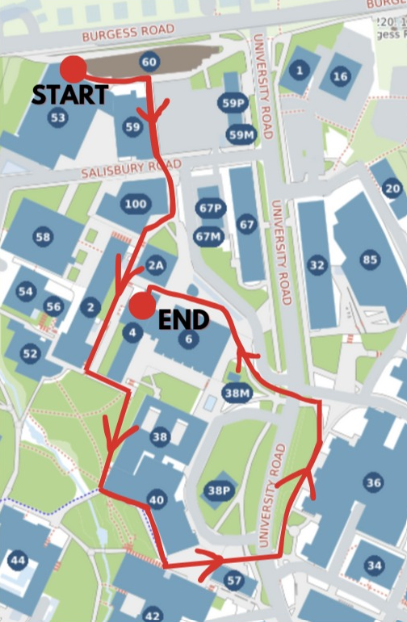 BURGE
BURGESS ROAD
60
START
53
59
59P
59M
UNIVERSITY ROAD
1
16
SALISBURY ROAD
20
100
67P
67M
67
UNIVERSITY ROAD
32
85
58
2A
54
56
2
END
4
6
52
38M
38
38P
UNIVERSITY ROAD
36
40
44
57
34
42